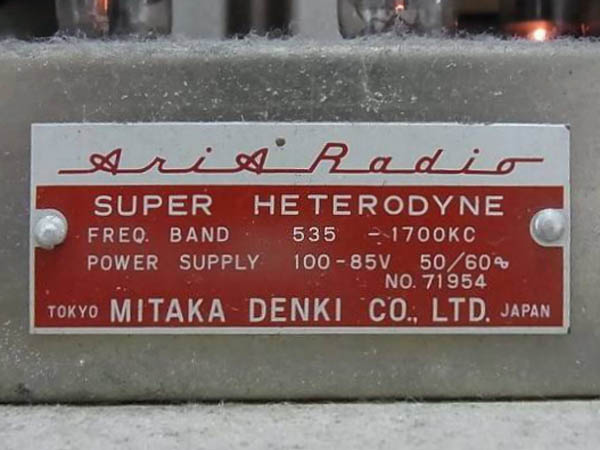 AriA Radio
SUPER HETERODYNE
FREQ. BAND 535 - 1700KC
POWER SUPPLY 100-85V 50/60∿
NO. 71954
TOKYO MITAKA DENKI CO., LTD. JAPAN